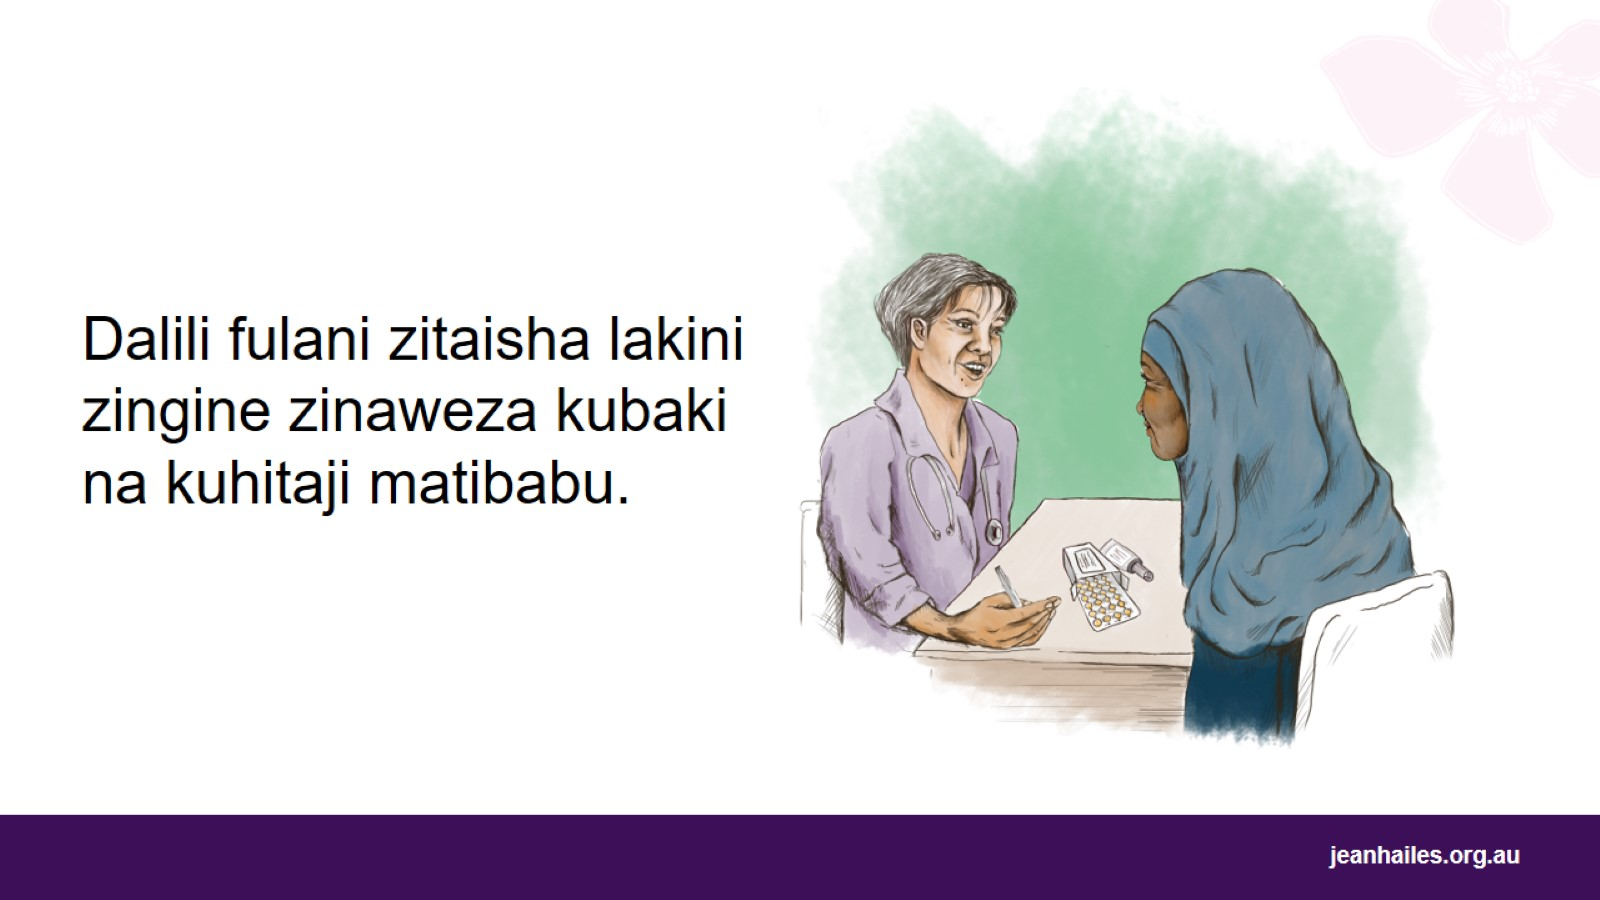 Dalili fulani zitaisha lakini
zingine zinaweza kubaki
na kuhitaji matibabu.
jeanhailes.org.au